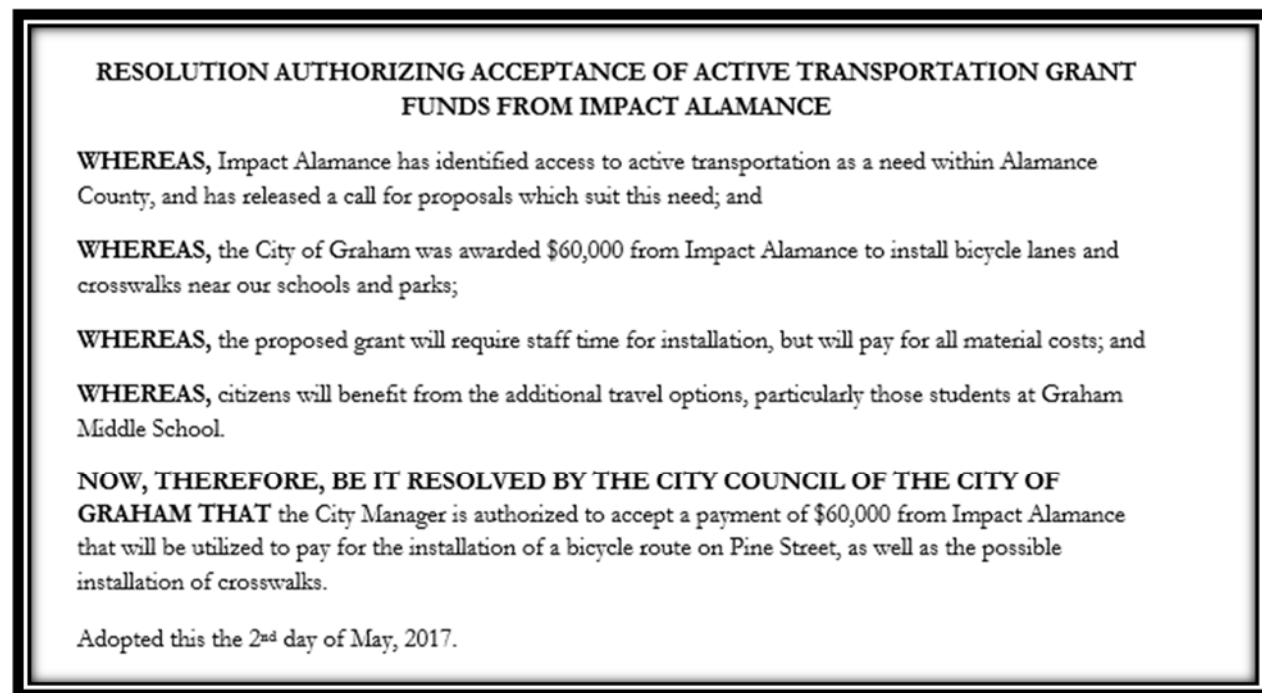 RESOLUTION AUTHORIZING ACCEPTANCE OF ACTIVE TRANSPORTATION GRANT
FUNDS FROM IMPACT ALAMANCE
WHEREAS, Impact Alamance has identified access to active transportation as a need within Alamance
County, and has released a call for proposals which suit this need; and
WHEREAS, the City of Graham was awarded $60,000 from Impact Alamance to install bicycle lanes and
crosswalks near our schools and parks;
WHEREAS, the proposed grant will require staff time for installation, but will pay for all material costs; and
WHEREAS, citizens will benefit from the additional travel options, particularly those students at Graham
Middle School.
NOW, THEREFORE, BE IT RESOLVED BY THE CITY COUNCIL OF THE CITY OF
GRAHAM THAT the City Manager is authorized to accept a payment of $60,000 from Impact Alamance
that will be utilized to pay for the installation of a bicycle route on Pine Street, as well as the possible
installation of crosswalks.
Adopted this the 2nd day of May, 2017.